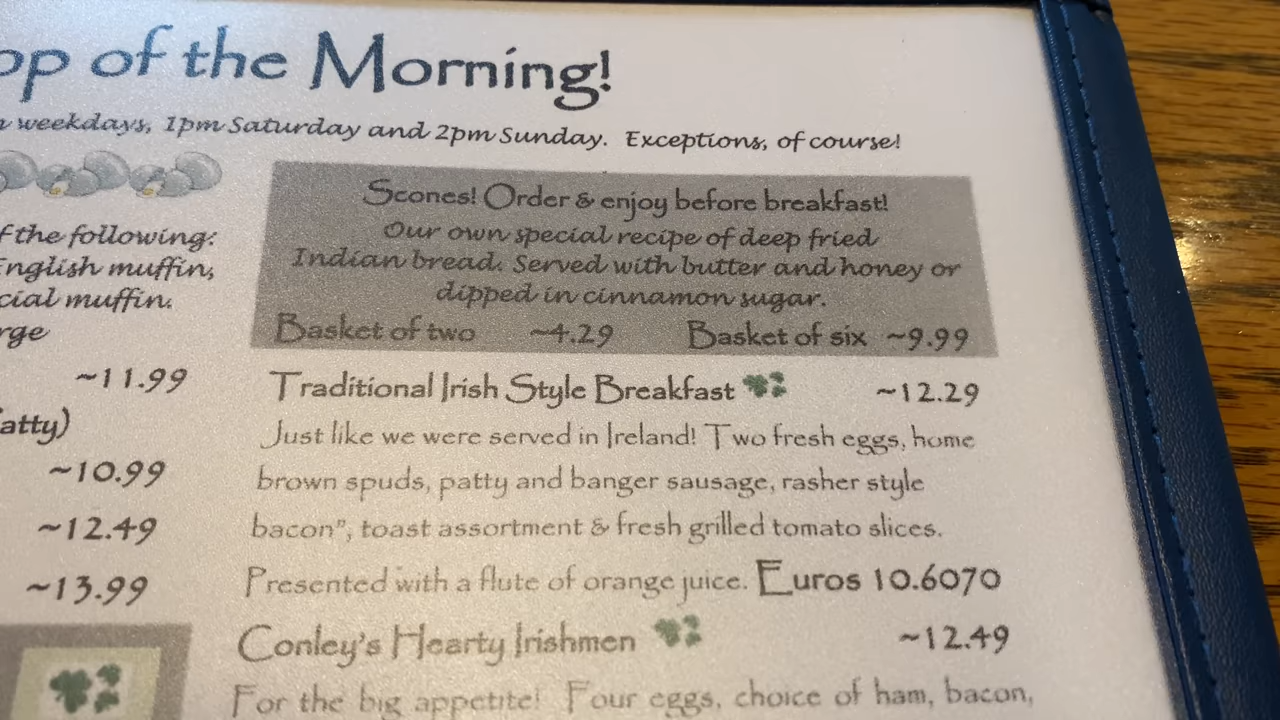 op of the Morning!
weekdays, 1pm Saturday and 2pm Sunday. Exceptions, of course!
f the following:
English muffin,
cial muffin.
rge
~11.99
atty)
~10.99
~12.49
~13.99
Scones! Order & enjoy before breakfast!
Our own special recipe of deep fried
Indian bread. Served with butter and honey or
dipped in cinnamon sugar.
Basket of two ~4.29 Basket of six ~9.99
Traditional Irish Style Breakfast ~12.29
Just like we were served in Ireland! Two fresh eggs, home
brown spuds, patty and banger sausage, rasher style
bacon", toast assortment & fresh grilled tomato slices.
Presented with a flute of orange juice. Euros 10.6070
Conley's Hearty Irishmen ~12.49
For the big appetite! Four eggs, choice of ham, bacon,